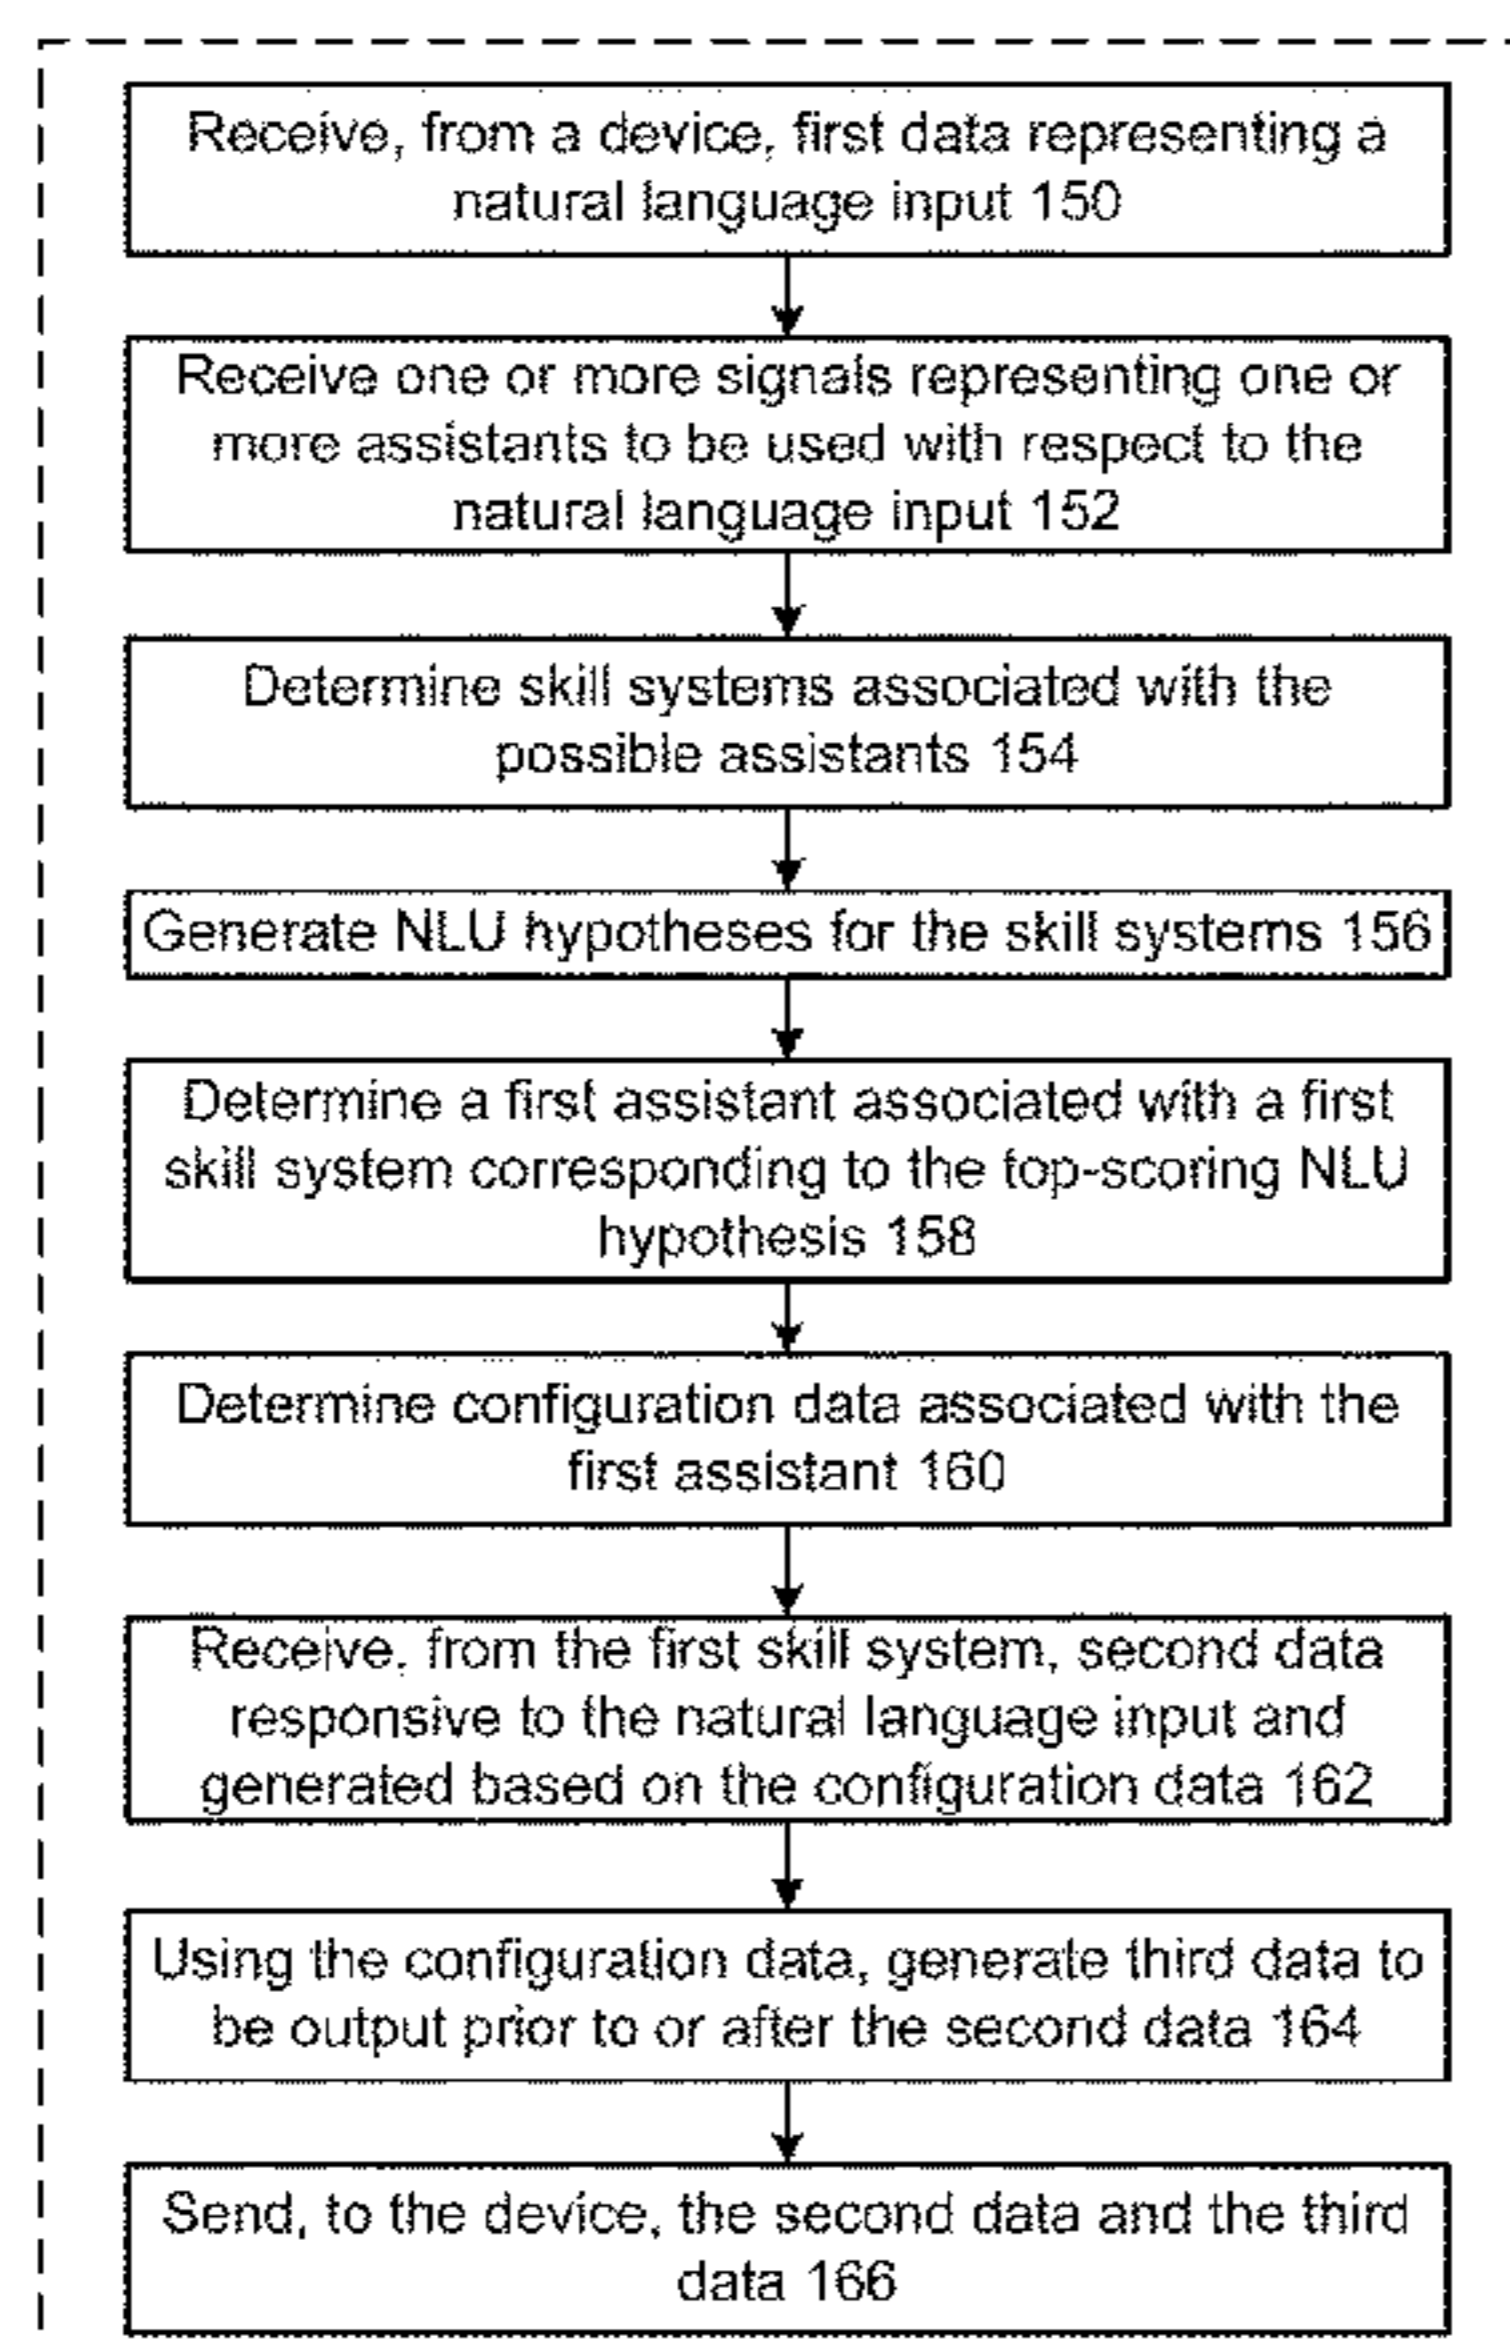 Receive, from a device, first data representing a
natural language input 150
Receive one or more signals representing one or
more assistants to be used with respect to the
natural language input 152
Determine skill systems associated with the
possible assistants 154
Generate NLU hypotheses for the skill systems 156
Determine a first assistant associated with a first
skill system corresponding to the top-scoring NLU
hypothesis 158
Determine configuration data associated with the
first assistant 160
Receive, from the first skill system, second data
responsive to the natural language input and
generated based on the configuration data 162
Using the configuration data, generate third data to
be output prior to or after the second data 164
Send, to the device, the second data and the third
data 166